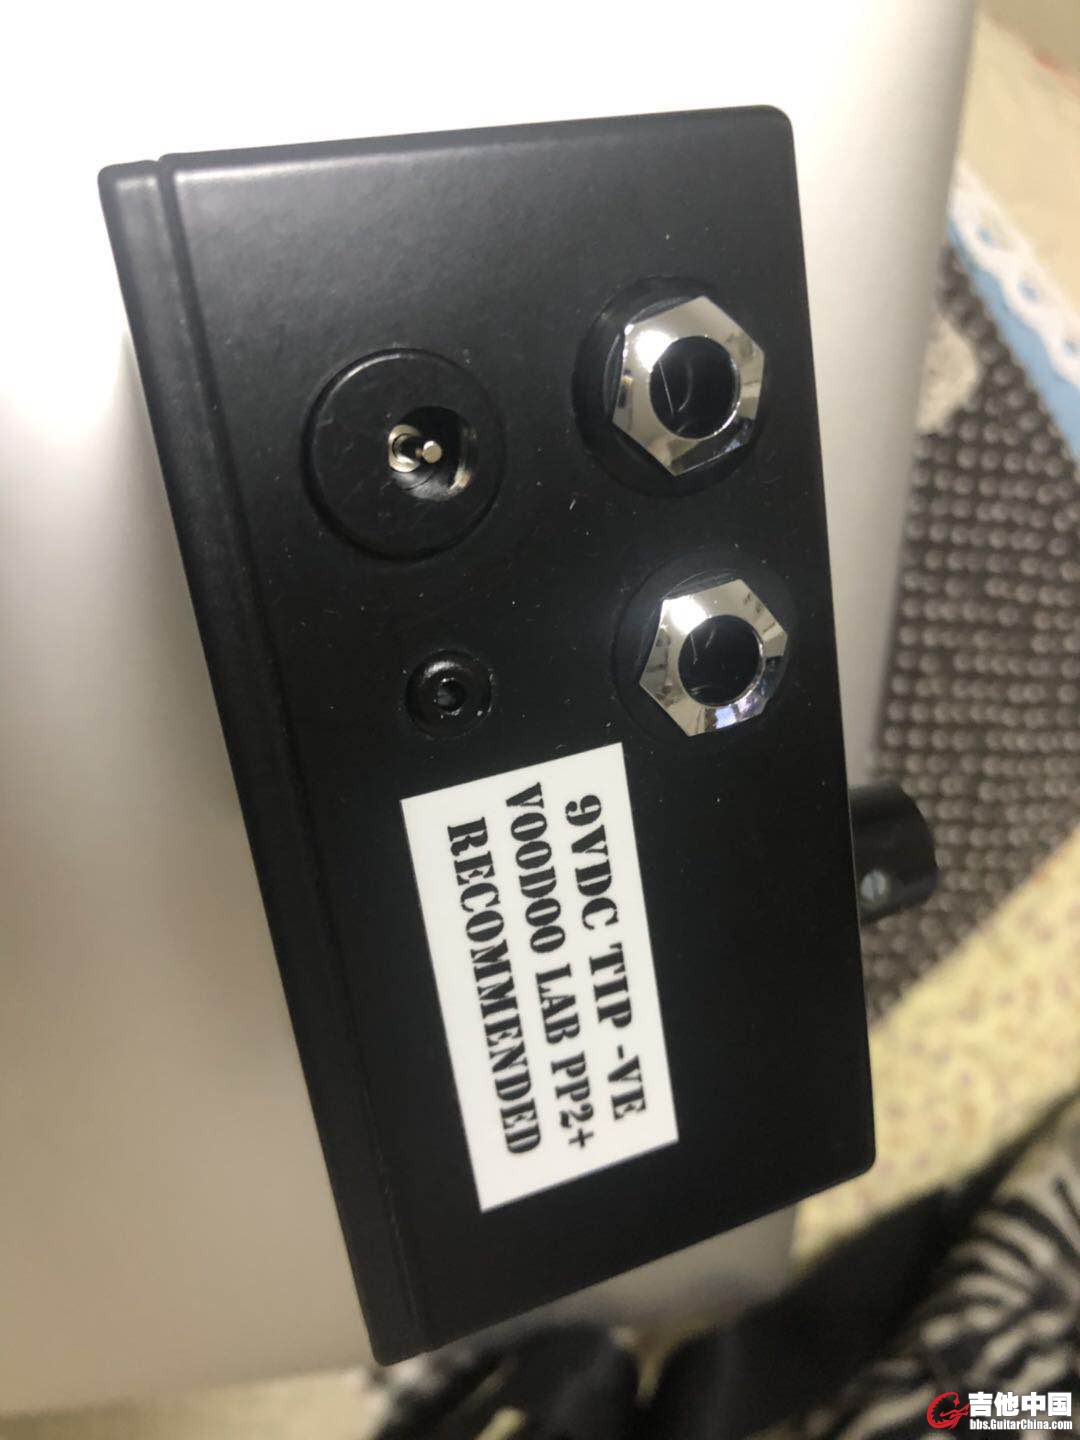 9VDC TIP -VE
VOODOO LAB PP2+
RECOMMENDED
吉他中国
bbs.GuitarChina.com